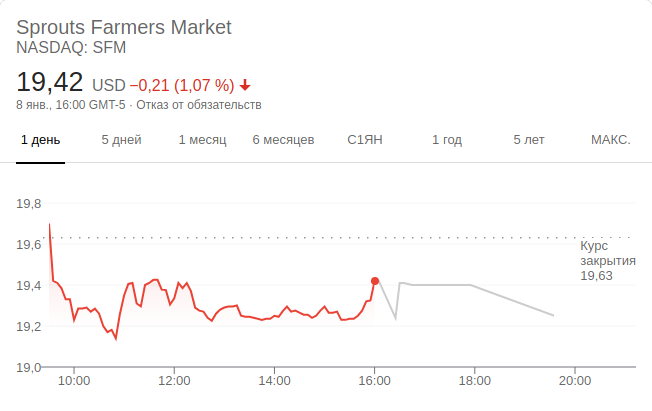 Sprouts Farmers Market
NASDAQ: SFM
19,42 USD −0,21 (1,07 %)
8 янв., 16:00 GMT-5 · Отказ от обязательств
1 день 5 дней 1 месяц 6 месяцев С1ЯН 1 год 5 лет МАКС.
19,8
19,6
19,4
19,2
19,0
Курс
закрытия
19,63
10:00 12:00 14:00 16:00 18:00 20:00